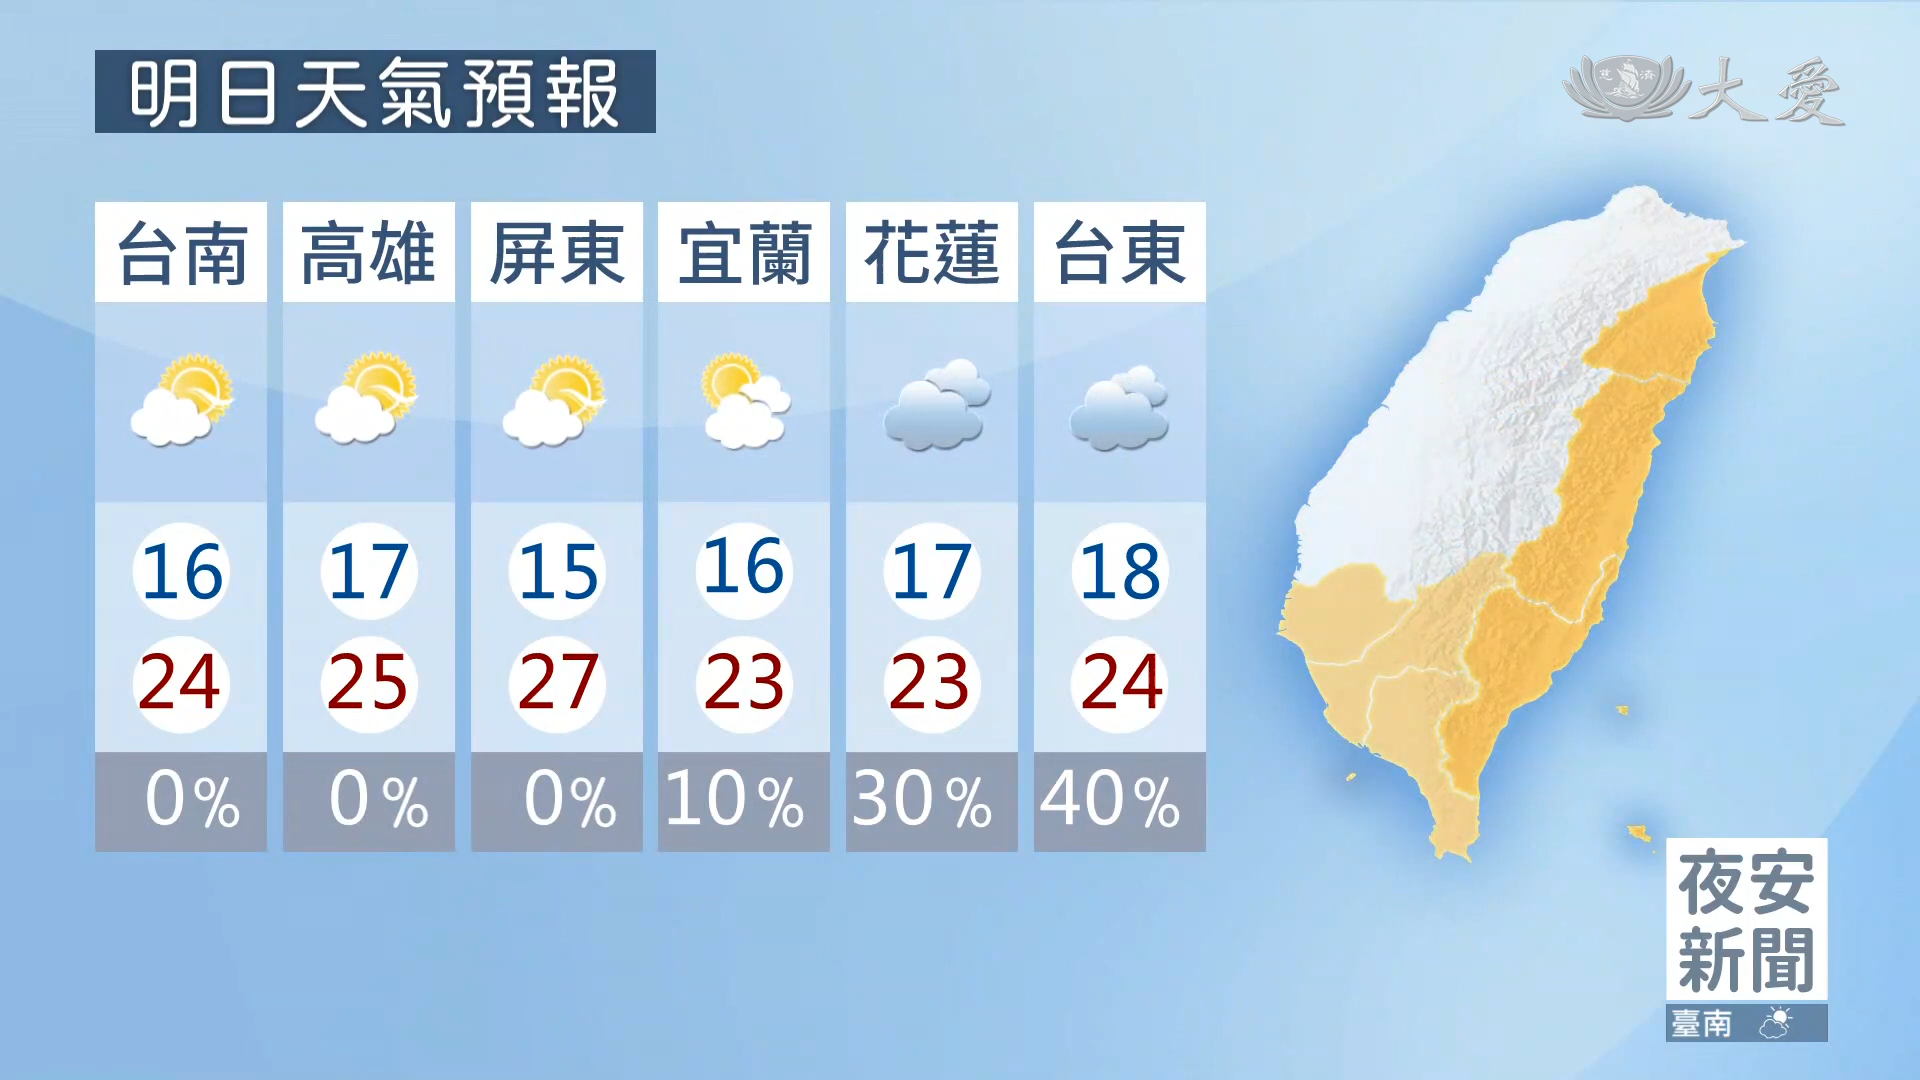 明日天氣預報
大愛
慈濟
台南 高雄 屏東 宜蘭 花蓮 台東
16 17 15 16 17 18
24 25 27 23 23 24
0% 0% 0% 10% 30% 40%
夜安
新聞
臺南